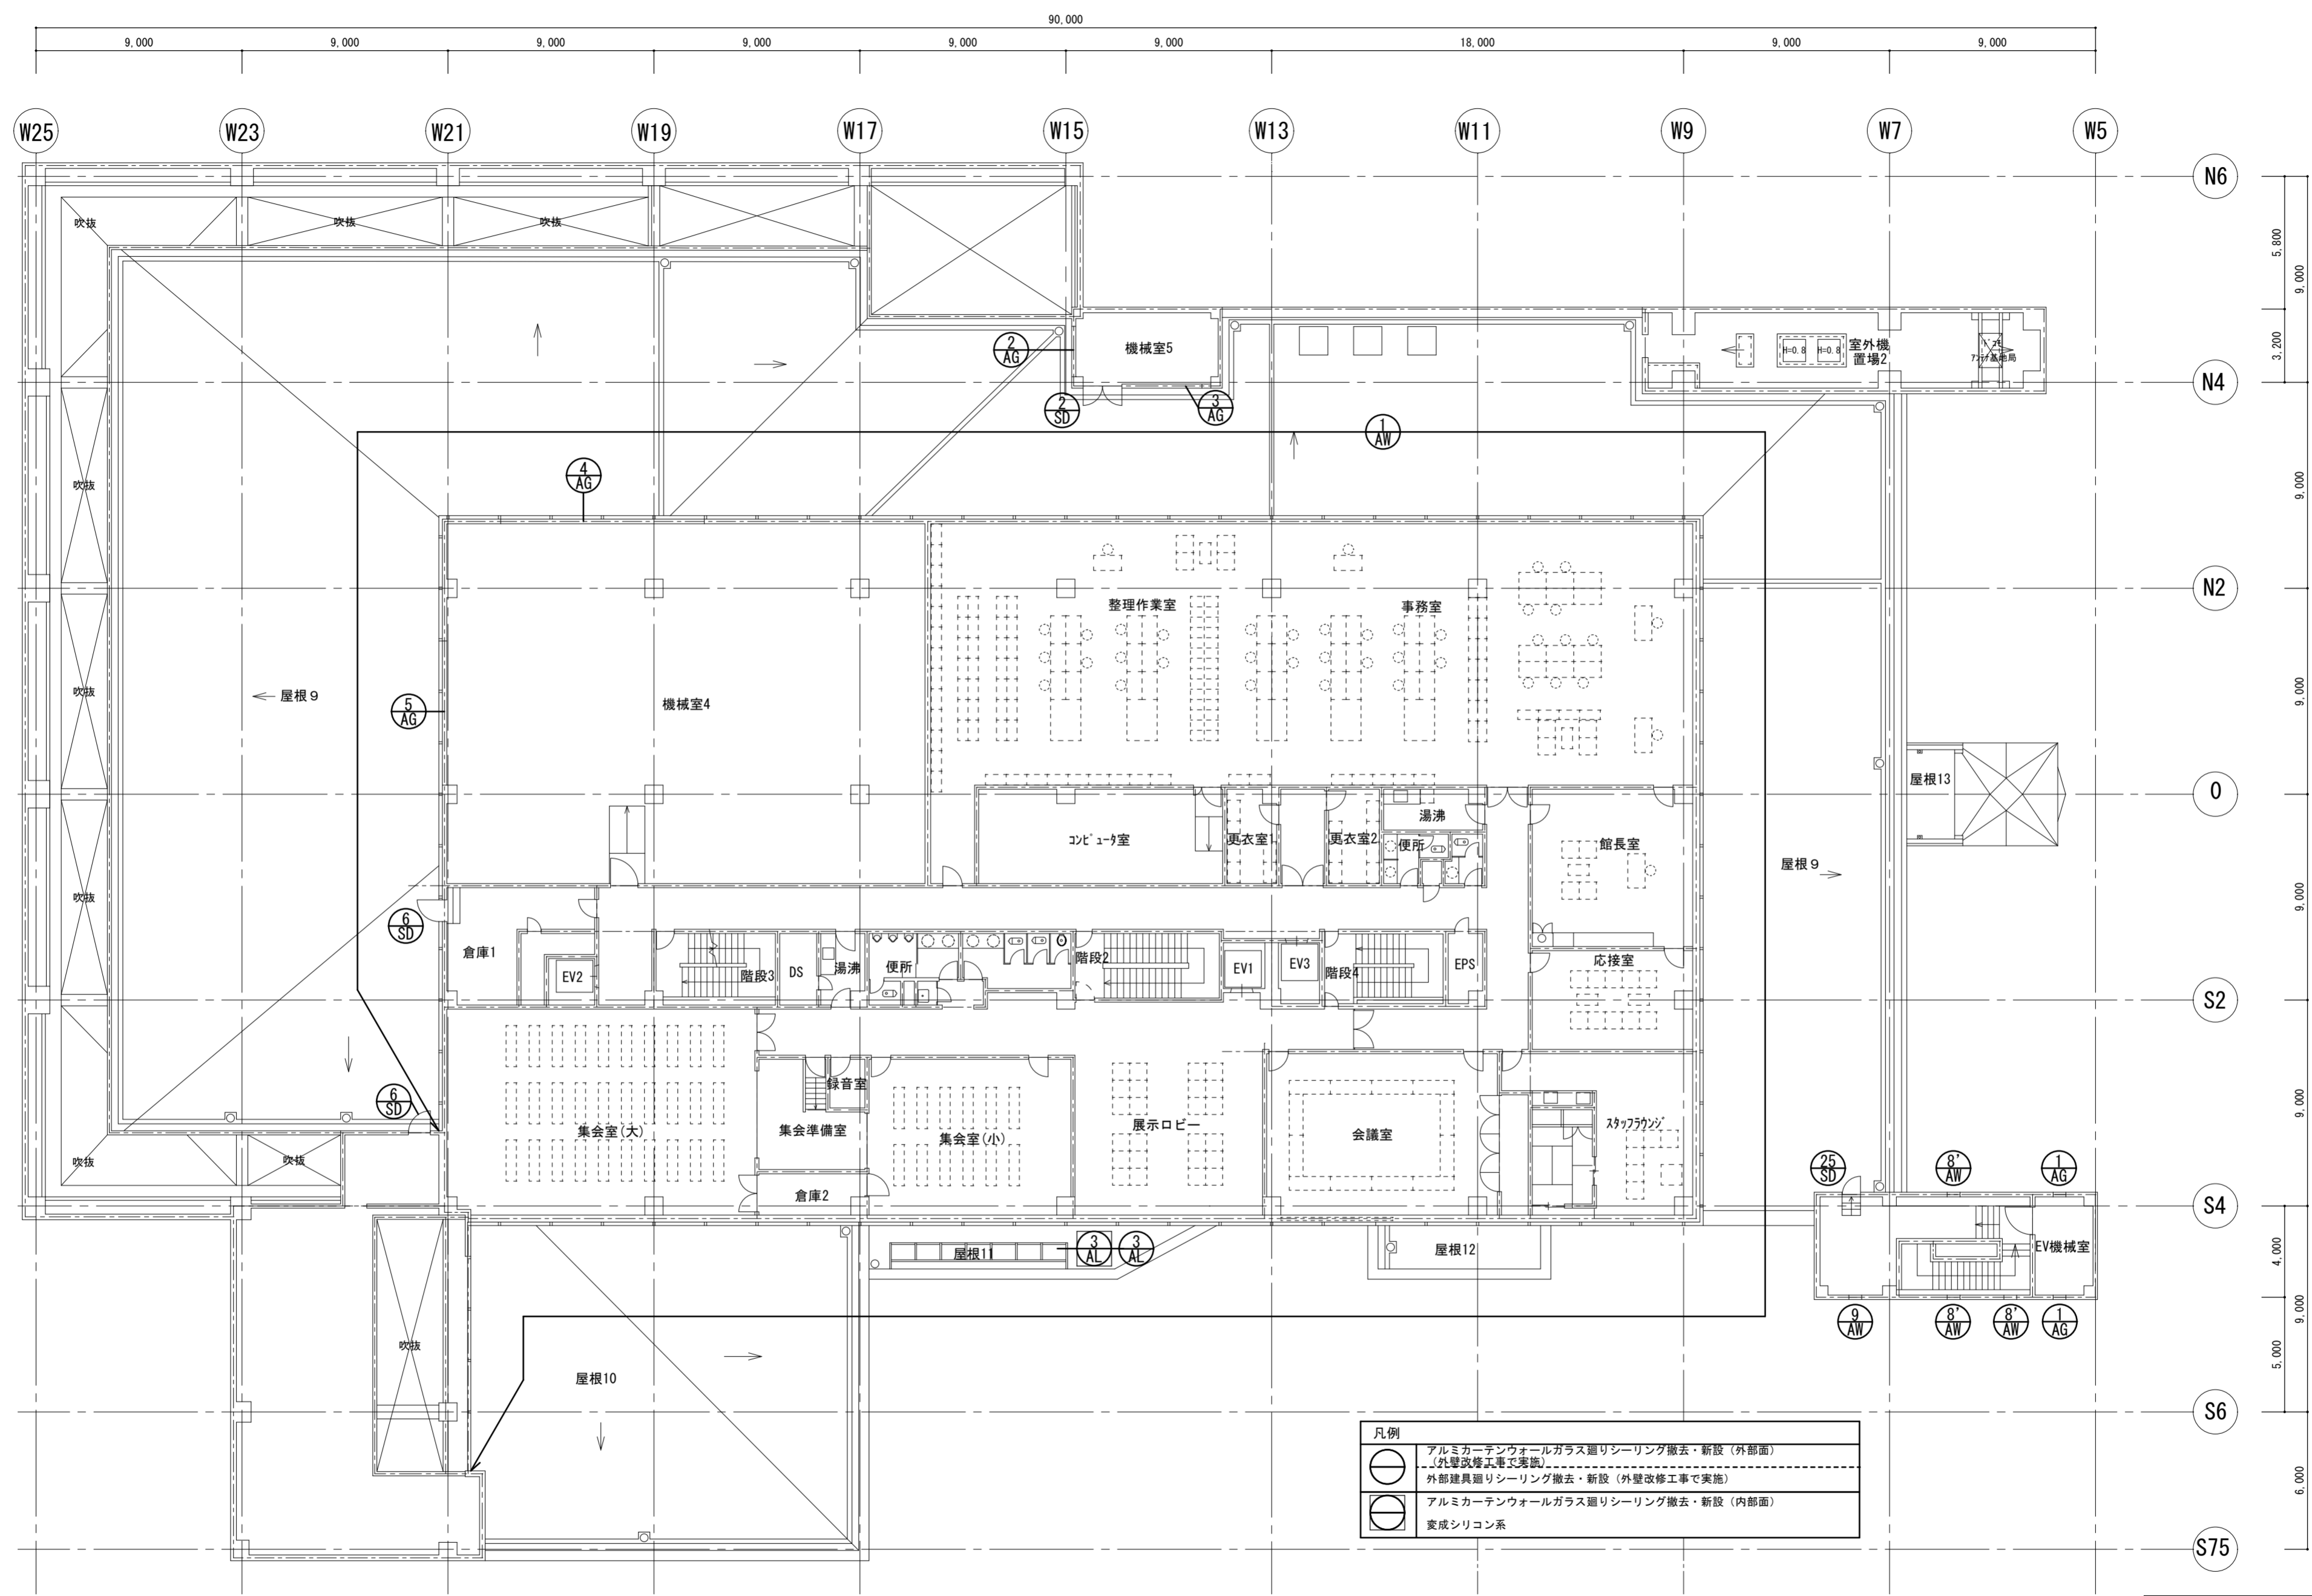 90,000
9,000 9,000 9,000 9,000 9,000 9,000 18,000 9,000 9,000
W25 W23 W21 W19 W17 W15 W13 W11 W9 W7 W5
N6
吹抜 吹抜 吹抜
5,800
9,000
3,200
2
AG
機械室5
H=0.8 H=0.8
室外機
置場2
ｱﾝﾃﾅ基地局
N4
2
SD
3
AG
1
AW
4
AG
吹抜
9,000
N2
整理作業室
事務室
吹抜
屋根９
5
AG
機械室4
9,000
屋根13
O
コンピュータ室
更衣室1
更衣室2
湯沸
便所
館長室
屋根９
吹抜
9,000
6
SD
倉庫1
EV2
階段3
DS
湯沸
便所
階段2
EV1
EV3
階段4
EPS
応接室
S2
6
SD
録音室
集会室(大)
集会準備室
集会室(小)
展示ロビー
会議室
ｽﾀｯﾌﾗｳﾝｼﾞ
9,000
吹抜
吹抜
倉庫2
25
SD
8'
AW
1
AG
S4
屋根11
3
AL
3
AL
屋根12
EV機械室
4,000
9,000
5,000
9
AW
8'
AW
8'
AW
1
AG
吹抜
屋根10
S6
6,000
S75
凡例
アルミカーテンウォールガラス廻りシーリング撤去・新設（外部面）
（外壁改修工事で実施）
外部建具廻りシーリング撤去・新設（外壁改修工事で実施）
アルミカーテンウォールガラス廻りシーリング撤去・新設（内部面）
変成シリコン系